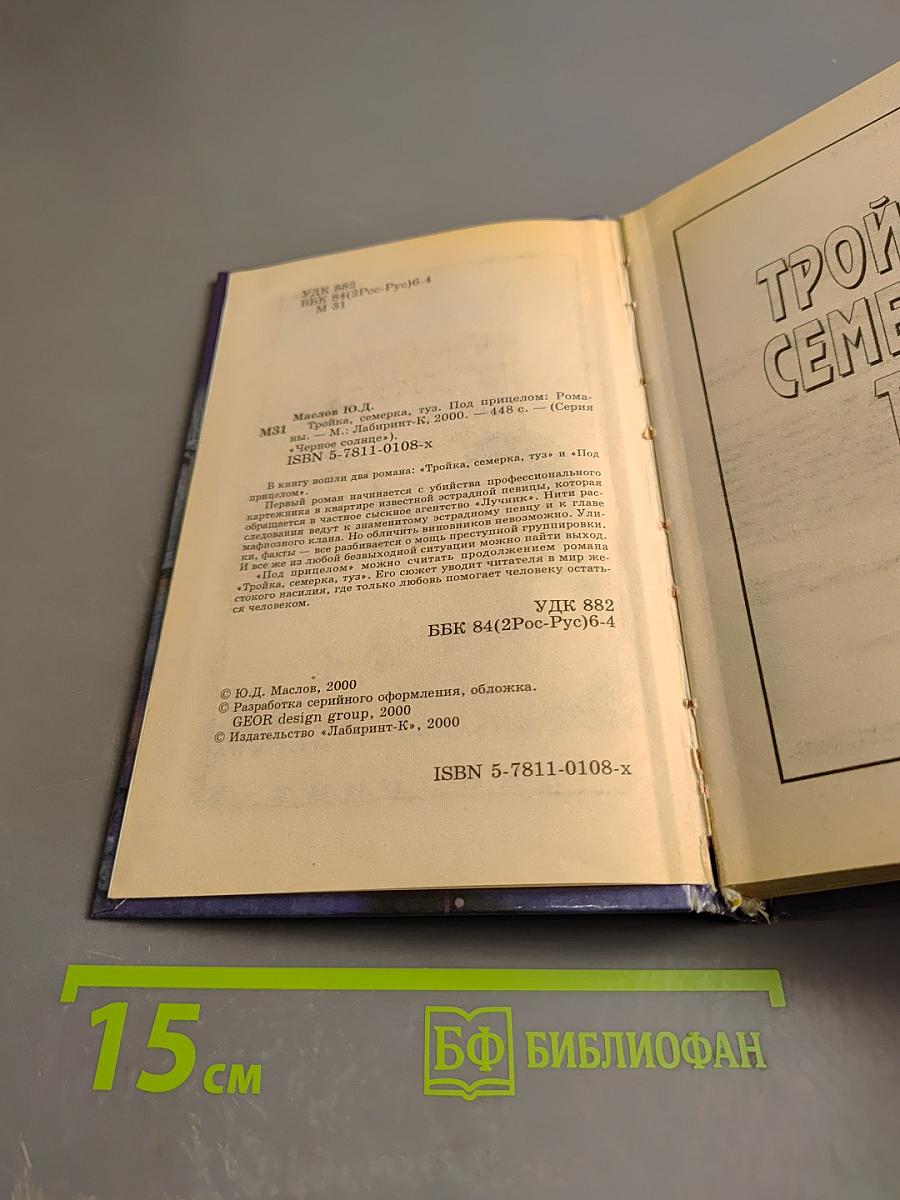 УДК 882
ББК 84(2Рос-Рус)6-4
М 31
Маслов Ю.Д.
М31 Тройка, семерка, туз. Под прицелом: Рома-
ны. — М.: Лабиринт-К, 2000. — 448 с. — (Серия
«Черное солнце»).
ISBN 5-7811-0108-х
В книгу вошли два романа: «Тройка, семерка, туз» и «Под
прицелом».
Первый роман начинается с убийства профессионального
картежника в квартире известной эстрадной певицы, которая
обращается в частное сыскное агентство «Лучник». Нити рас-
следования ведут к знаменитому эстрадному певцу и к главе
мафиозного клана. Но обличить виновников невозможно. Ули-
ки, факты — все разбивается о мощь преступной группировки.
И все же из любой безвыходной ситуации можно найти выход.
«Под прицелом» можно считать продолжением романа
«Тройка, семерка, туз». Его сюжет уводит читателя в мир же-
стокого насилия, где только любовь помогает человеку остать-
ся человеком.
УДК 882
ББК 84(2Рос-Рус)6-4
© Ю.Д. Маслов, 2000
© Разработка серийного оформления, обложка.
GEOR design group, 2000
© Издательство «Лабиринт-К», 2000
ISBN 5-7811-0108-х
ТРОЙ
СЕМЕ
Т
15 см
БФ БИБЛИОФАН